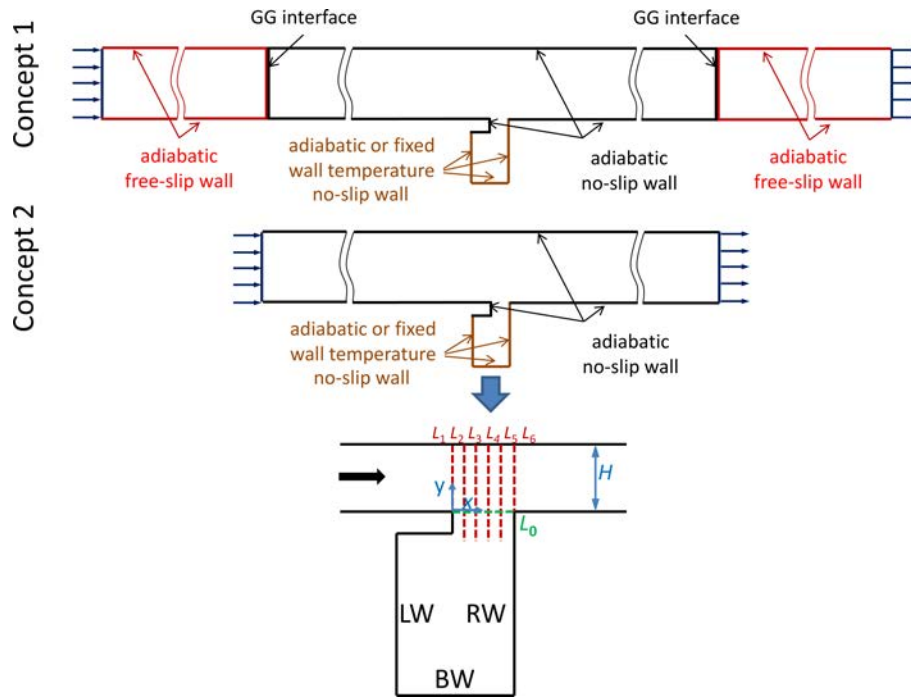 GG interface
GG interface
Concept 1
adiabatic
free-slip wall
adiabatic or fixed
wall temperature
no-slip wall
adiabatic
no-slip wall
adiabatic
free-slip wall
Concept 2
adiabatic or fixed
wall temperature
no-slip wall
adiabatic
no-slip wall
L1 L2 L3 L4 L5 L6
H
y
x
L0
LW RW
BW